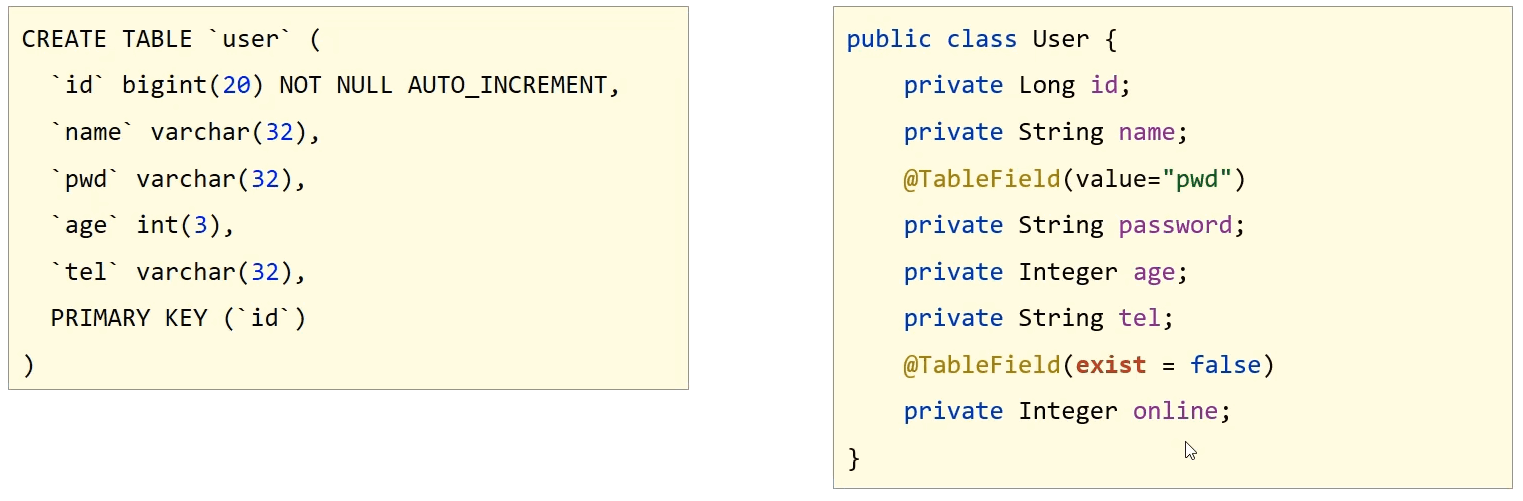 CREATE TABLE `user` (
`id` bigint(20) NOT NULL AUTO_INCREMENT,
`name` varchar(32),
`pwd` varchar(32),
`age` int(3),
`tel` varchar(32),
PRIMARY KEY (`id`)
)
public class User {
private Long id;
private String name;
@TableField(value="pwd")
private String password;
private Integer age;
private String tel;
@TableField(exist = false)
private Integer online;
}